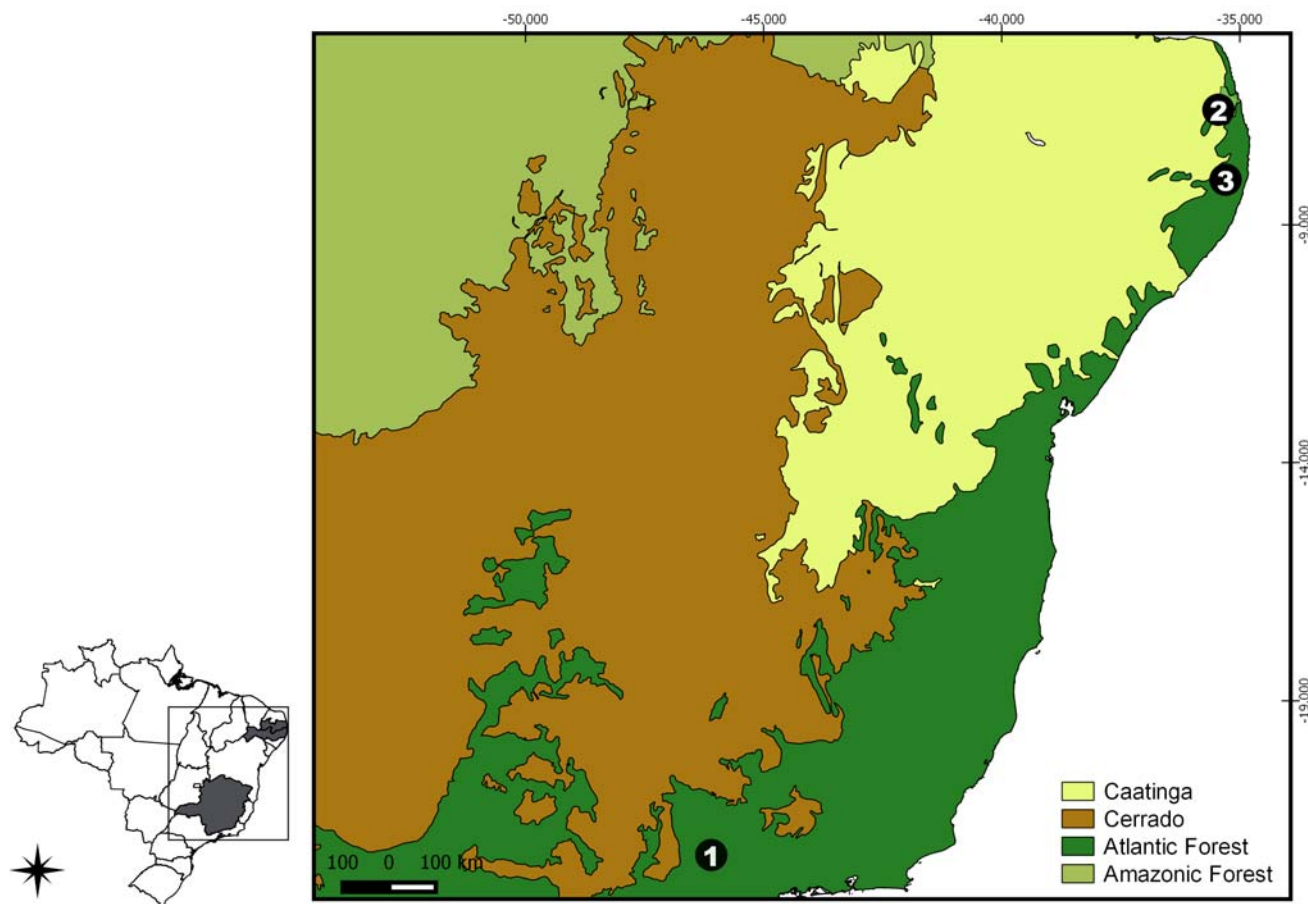 -50,000 -45,000 -40,000 -35,000
2
3
-9,000
-14,000
-19,000
1
100 0 100 km
Caatinga
Cerrado
Atlantic Forest
Amazonic Forest